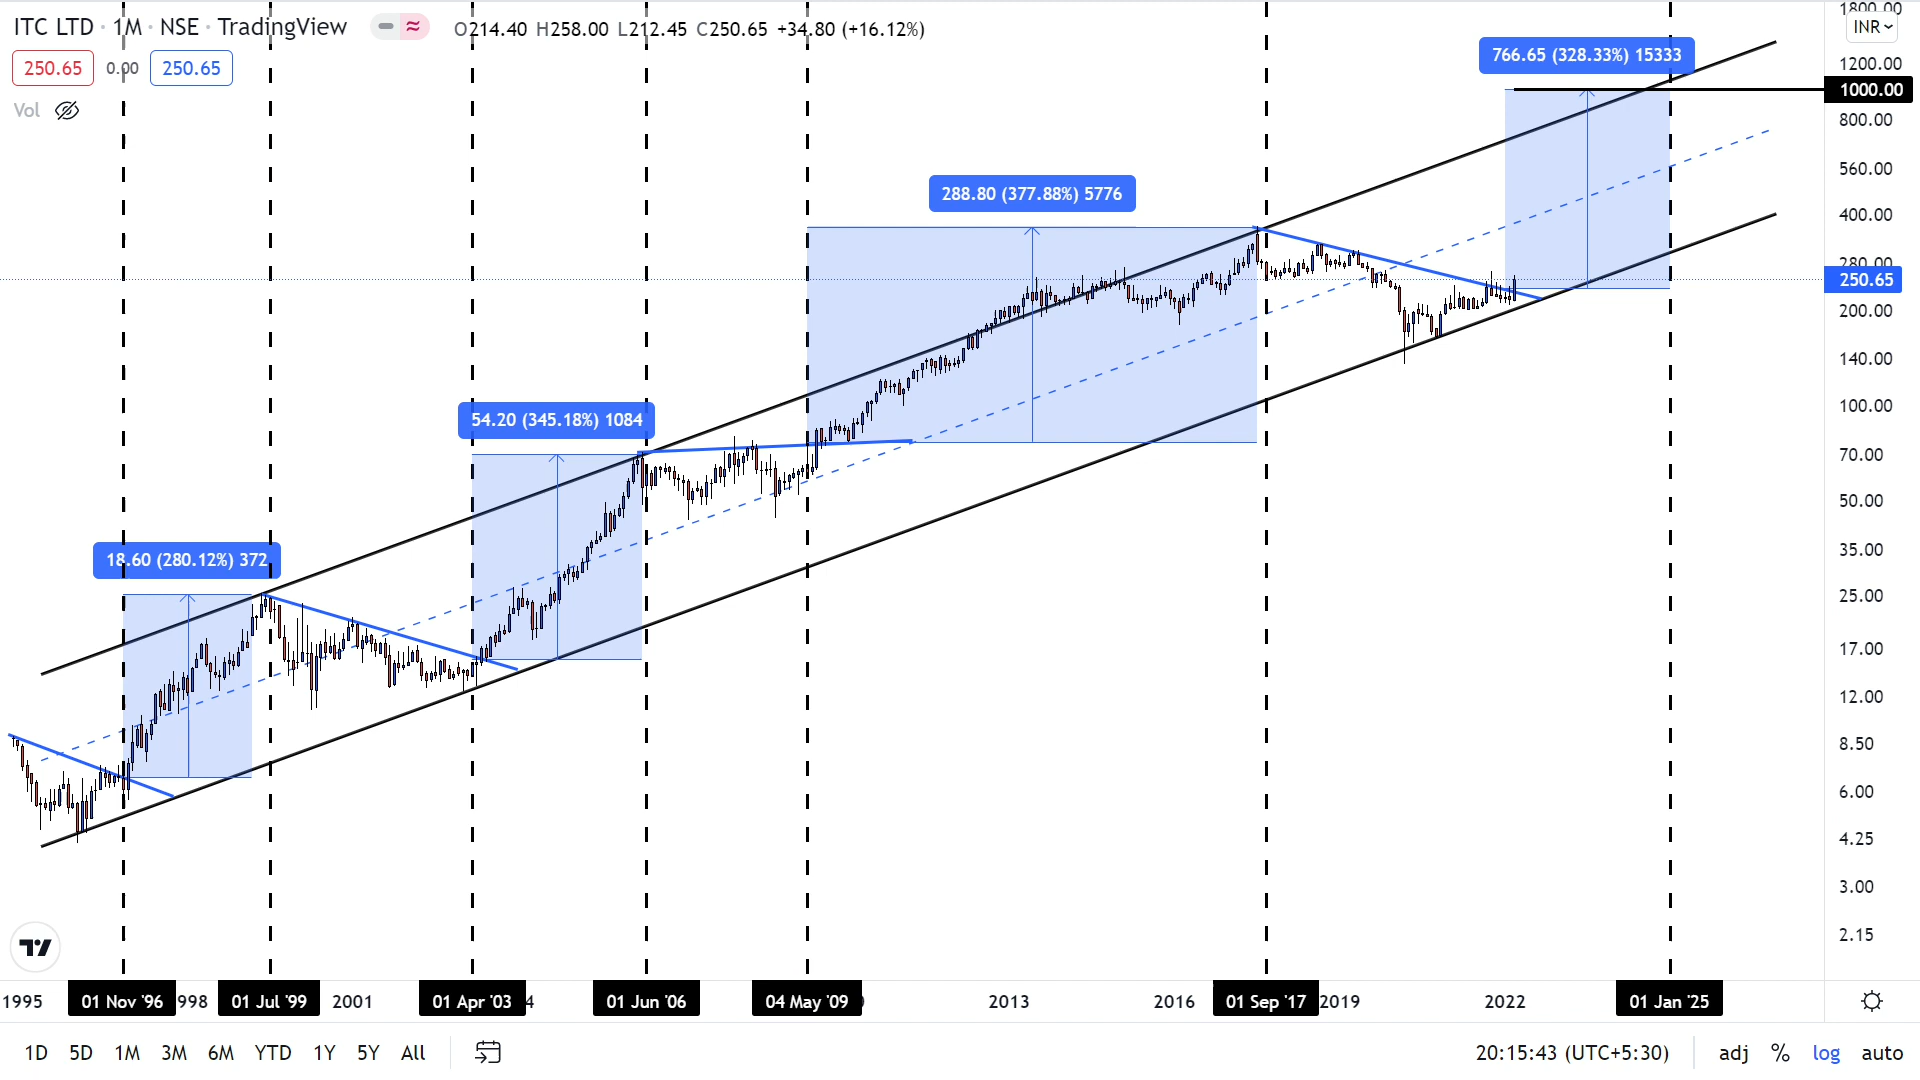 ITC LTD · 1M · NSE · TradingView O214.40 H258.00 L212.45 C250.65 +34.80 (+16.12%)
250.65 0.00 250.65
Vol
INR
1800.00
1200.00
1000.00
800.00
560.00
400.00
280.00
250.65
200.00
140.00
100.00
70.00
50.00
35.00
25.00
17.00
12.00
8.50
6.00
4.25
3.00
2.15
766.65 (328.33%) 15333
288.80 (377.88%) 5776
54.20 (345.18%) 1084
18.60 (280.12%) 372
1995 01 Nov '96 998 01 Jul '99 2001 01 Apr '03 4 01 Jun '06 04 May '09 2013 2016 01 Sep '17 2019 2022 01 Jan '25
1D 5D 1M 3M 6M YTD 1Y 5Y All 20:15:43 (UTC+5:30) adj % log auto